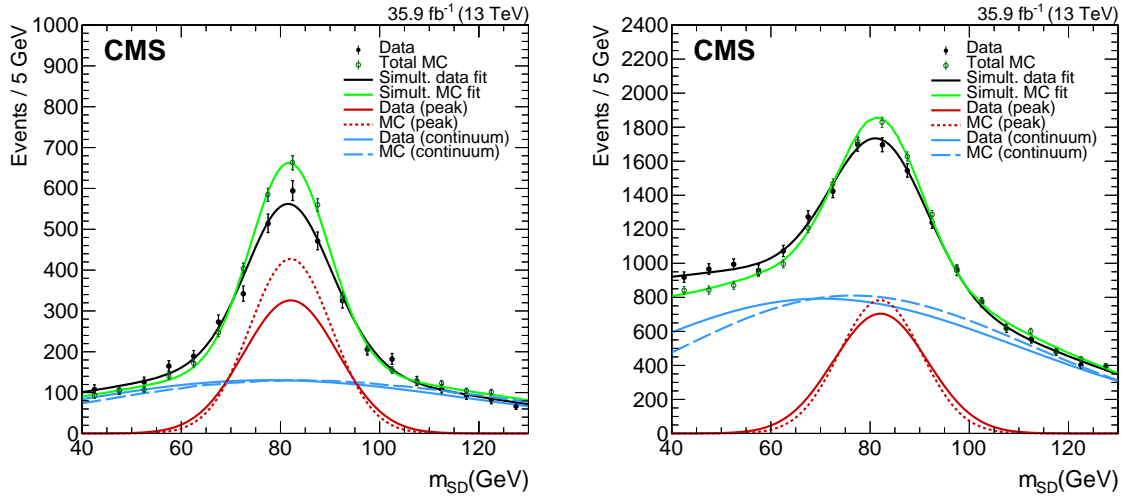 35.9 fb⁻¹ (13 TeV)
CMS
Data
Total MC
Simult. data fit
Simult. MC fit
Data (peak)
MC (peak)
Data (continuum)
MC (continuum)
Events / 5 GeV
1000
900
800
700
600
500
400
300
200
100
0
40 60 80 100 120
m_SD(GeV)
35.9 fb⁻¹ (13 TeV)
CMS
Data
Total MC
Simult. data fit
Simult. MC fit
Data (peak)
MC (peak)
Data (continuum)
MC (continuum)
Events / 5 GeV
2400
2200
2000
1800
1600
1400
1200
1000
800
600
400
200
0
40 60 80 100 120
m_SD(GeV)